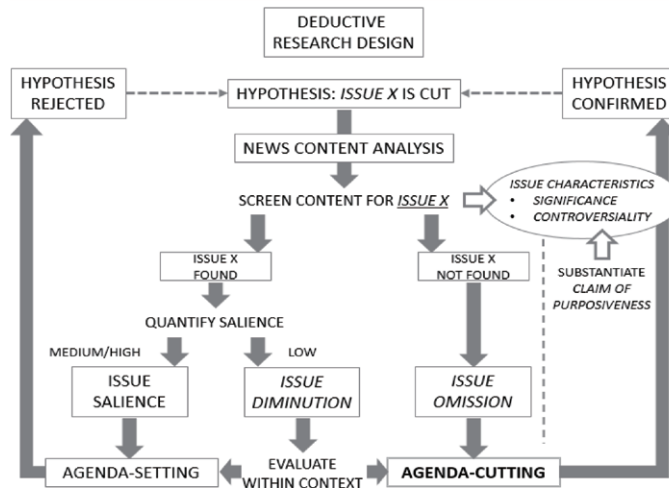 DEDUCTIVE
RESEARCH DESIGN
HYPOTHESIS
REJECTED
HYPOTHESIS: ISSUE X IS CUT
HYPOTHESIS
CONFIRMED
NEWS CONTENT ANALYSIS
SCREEN CONTENT FOR ISSUE X
ISSUE CHARACTERISTICS
• SIGNIFICANCE
• CONTROVERSIALITY
ISSUE X
FOUND
ISSUE X
NOT FOUND
SUBSTANTIATE
CLAIM OF
PURPOSIVENESS
QUANTIFY SALIENCE
MEDIUM/HIGH
LOW
ISSUE
SALIENCE
ISSUE
DIMINUTION
ISSUE
OMISSION
AGENDA-SETTING
EVALUATE
WITHIN CONTEXT
AGENDA-CUTTING